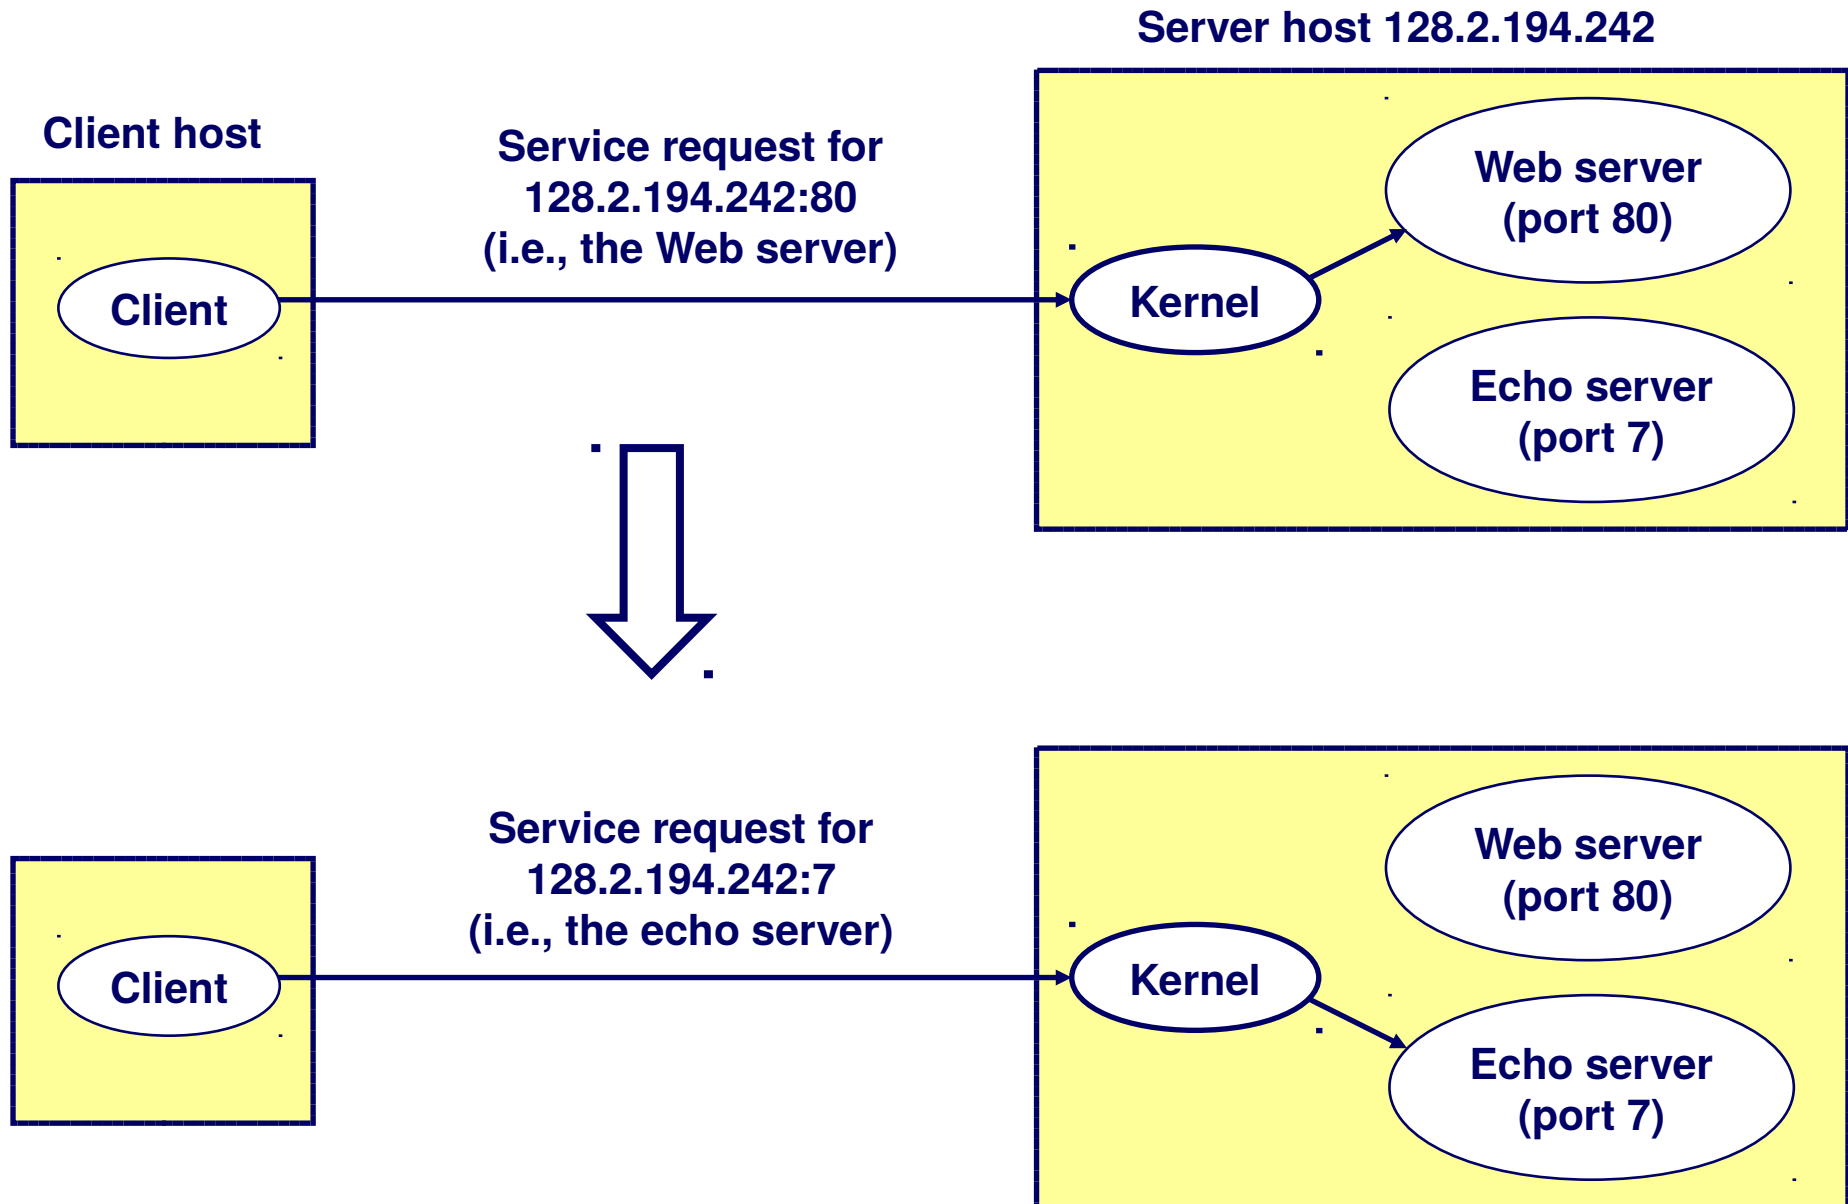 Server host 128.2.194.242
Client host
Service request for
128.2.194.242:80
(i.e., the Web server)
Client
Kernel
Web server
(port 80)
Echo server
(port 7)
Service request for
128.2.194.242:7
(i.e., the echo server)
Client
Kernel
Web server
(port 80)
Echo server
(port 7)